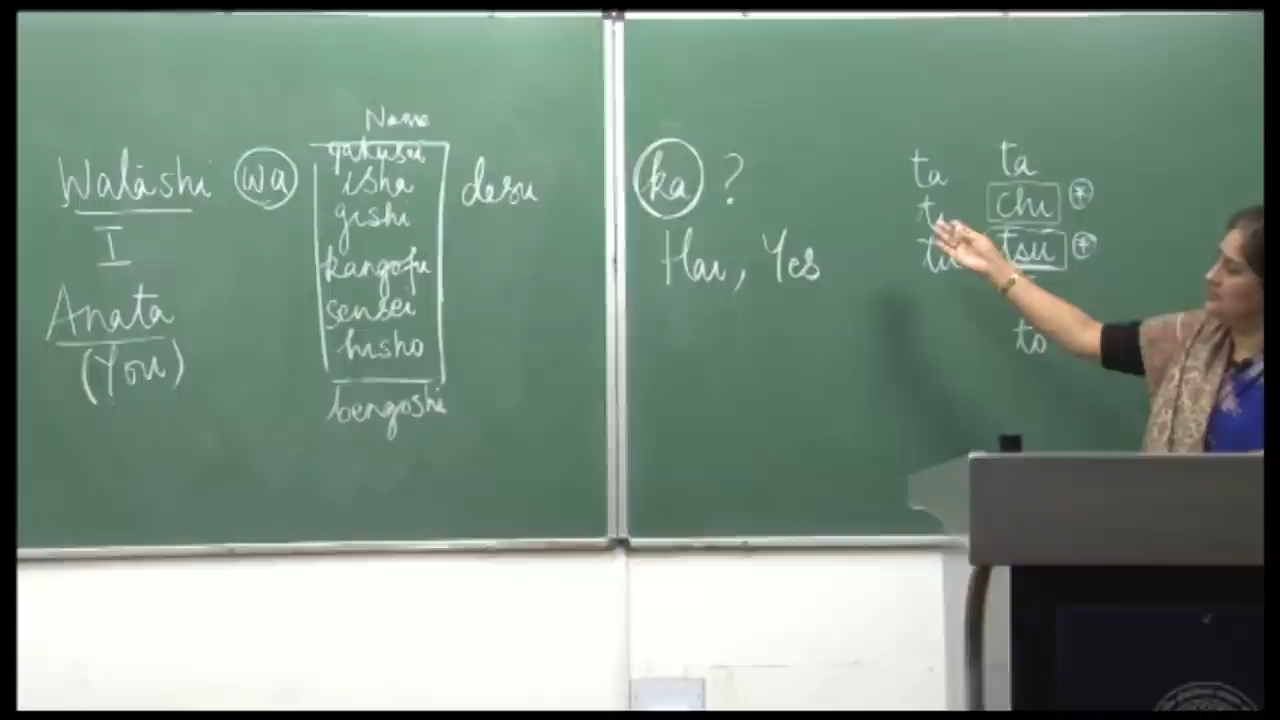 Watashi wa desu
I
Anata
(You)
Name
gakusei
isha
gishi
kangofu
sensei
hisho
bengoshi
ka ?
Hai, Yes
ta ta
chi
tu tsu
to